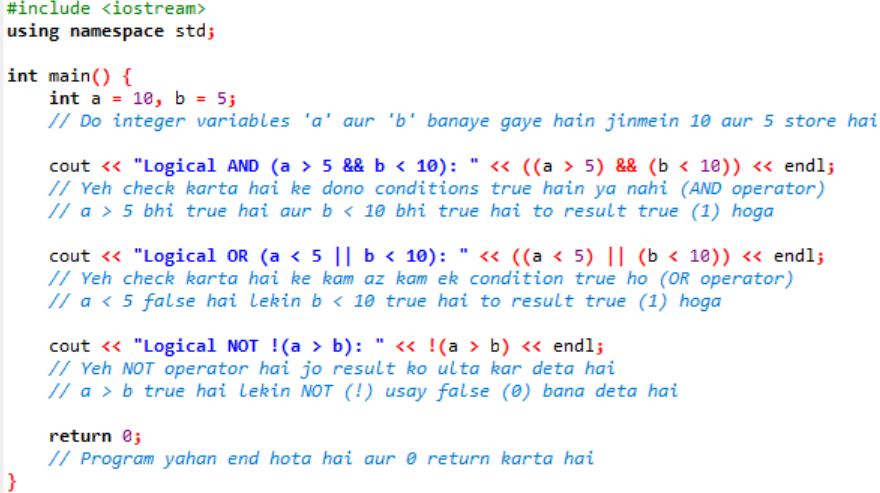 #include <iostream>
using namespace std;
int main() {
int a = 10, b = 5;
// Do integer variables 'a' aur 'b' banaye gaye hain jinmein 10 aur 5 store hai
cout << "Logical AND (a > 5 && b < 10): " << ((a > 5) && (b < 10)) << endl;
// Yeh check karta hai ke dono conditions true hain ya nahi (AND operator)
// a > 5 bhi true hai aur b < 10 bhi true hai to result true (1) hoga
cout << "Logical OR (a < 5 || b < 10): " << ((a < 5) || (b < 10)) << endl;
// Yeh check karta hai ke kam az kam ek condition true ho (OR operator)
// a < 5 false hai lekin b < 10 true hai to result true (1) hoga
cout << "Logical NOT !(a > b): " << !(a > b) << endl;
// Yeh NOT operator hai jo result ko ulta kar deta hai
// a > b true hai lekin NOT (!) usay false (0) bana deta hai
return 0;
// Program yahan end hota hai aur 0 return karta hai
}